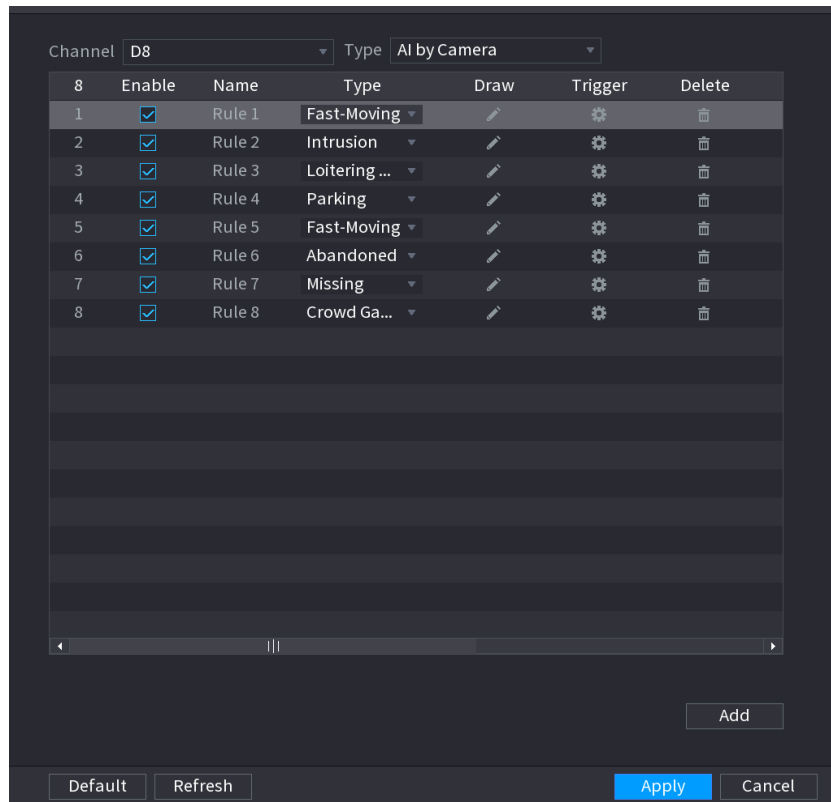 Channel D8 Type AI by Camera
8 Enable Name Type Draw Trigger Delete
1 Rule 1 Fast-Moving
2 Rule 2 Intrusion
3 Rule 3 Loitering ...
4 Rule 4 Parking
5 Rule 5 Fast-Moving
6 Rule 6 Abandoned
7 Rule 7 Missing
8 Rule 8 Crowd Ga...
Add
Default Refresh Apply Cancel